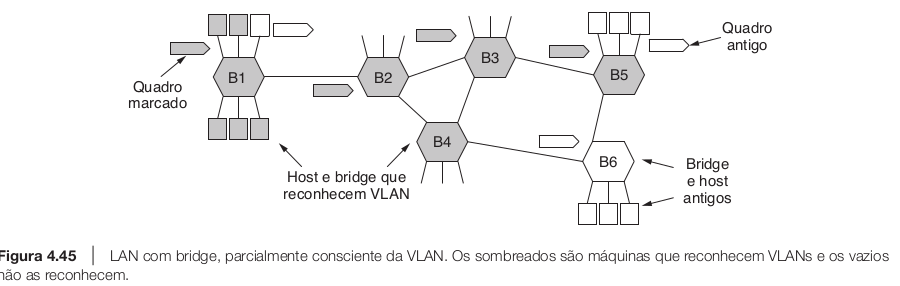 Quadro
antigo
B1
B2
B3
B5
Quadro
marcado
B4
B6
Host e bridge que
reconhecem VLAN
Bridge
e host
antigos
Figura 4.45 | LAN com bridge, parcialmente consciente da VLAN. Os sombreados são máquinas que reconhecem VLANs e os vazios
não as reconhecem.